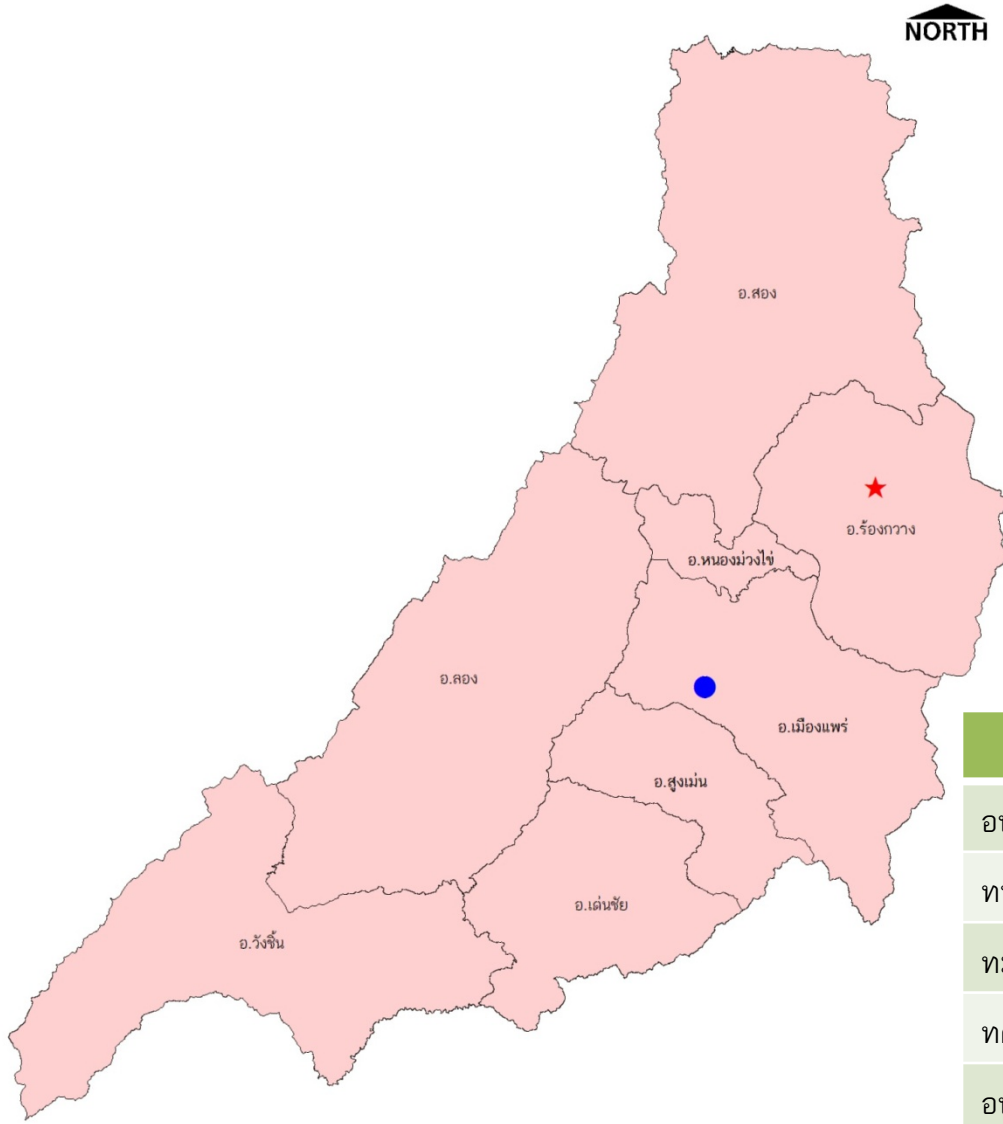 NORTH
อ.สอง
อ.ร้องกวาง
อ.หนองม่วงไข่
อ.ลอง
อ.เมืองแพร่
อ.สูงเม่น
อ.เด่นชัย
อ.วังชิ้น